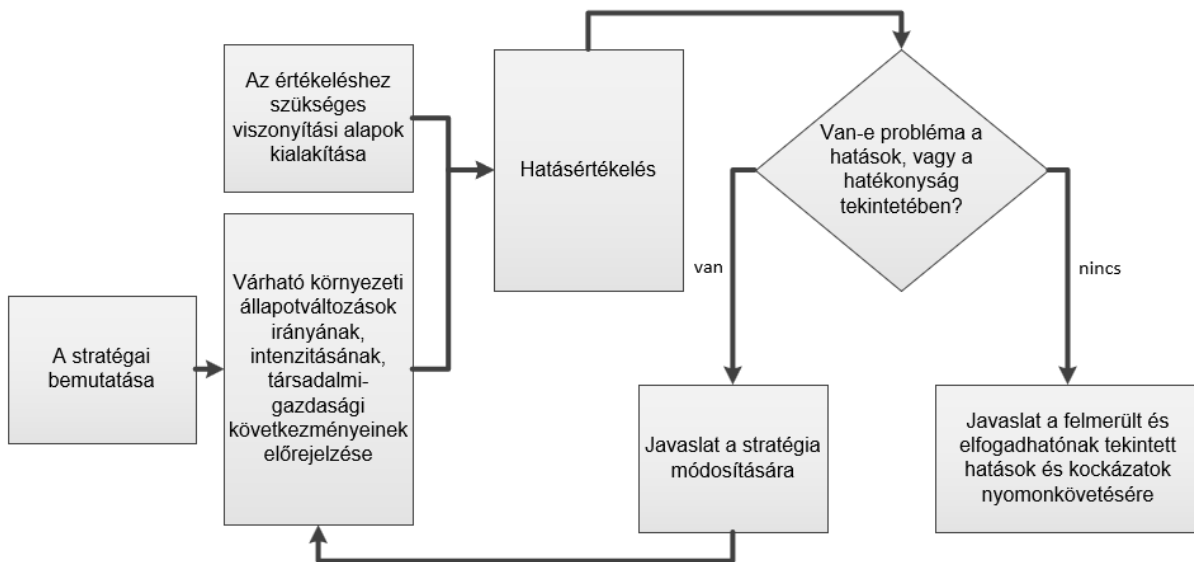 A stratégai
bemutatása
Az értékeléshez
szükséges
viszonyítási alapok
kialakítása
Várható környezeti
állapotváltozások
irányának,
intenzitásának,
társadalmi-
gazdasági
következményeinek
előrejelzése
Hatásértékelés
Van-e probléma a
hatások, vagy a
hatékonyság
tekintetében?
van
nincs
Javaslat a stratégia
módosítására
Javaslat a felmerült és
elfogadhatónak tekintett
hatások és kockázatok
nyomonkövetésére